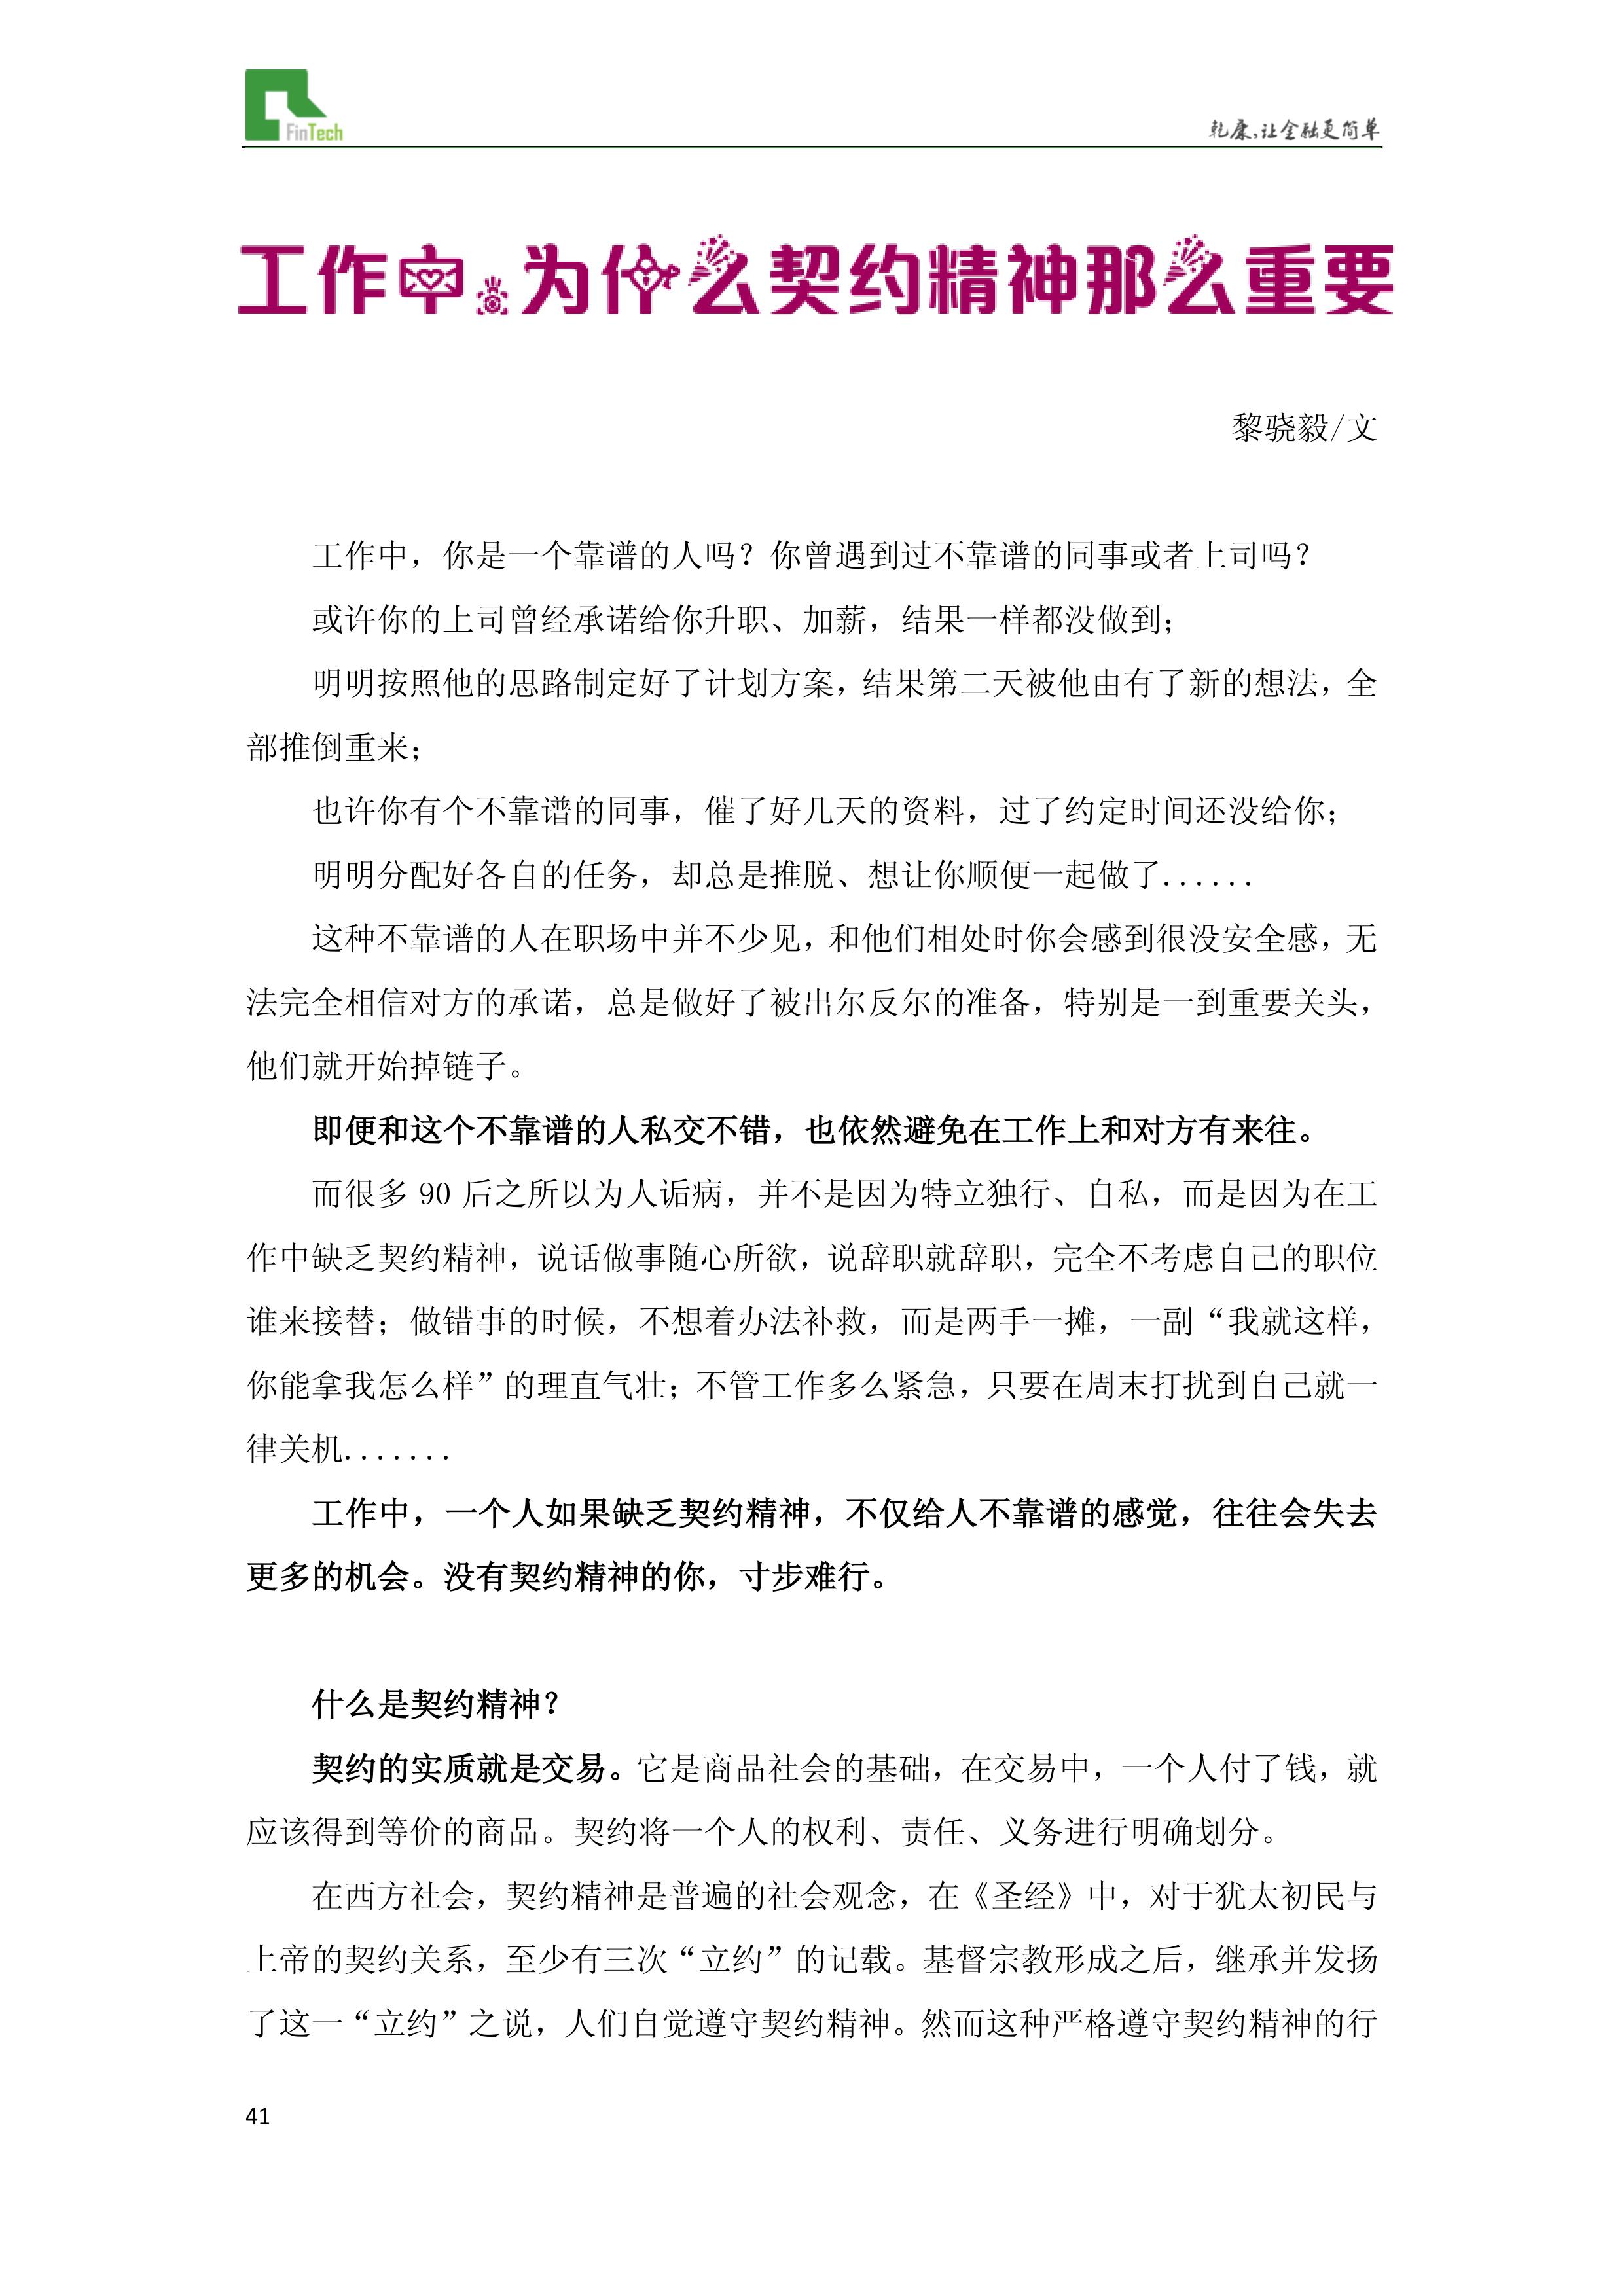 FinTech
乾康,让金融更简单
工作中,为什么契约精神那么重要
黎骁毅/文
工作中，你是一个靠谱的人吗？你曾遇到过不靠谱的同事或者上司吗？
或许你的上司曾经承诺给你升职、加薪，结果一样都没做到；
明明按照他的思路制定好了计划方案，结果第二天被他由有了新的想法，全
部推倒重来；
也许你有个不靠谱的同事，催了好几天的资料，过了约定时间还没给你；
明明分配好各自的任务，却总是推脱、想让你顺便一起做了......
这种不靠谱的人在职场中并不少见，和他们相处时你会感到很没安全感，无
法完全相信对方的承诺，总是做好了被出尔反尔的准备，特别是一到重要关头，
他们就开始掉链子。
即便和这个不靠谱的人私交不错，也依然避免在工作上和对方有来往。
而很多 90 后之所以为人诟病，并不是因为特立独行、自私，而是因为在工
作中缺乏契约精神，说话做事随心所欲，说辞职就辞职，完全不考虑自己的职位
谁来接替；做错事的时候，不想着办法补救，而是两手一摊，一副“我就这样，
你能拿我怎么样”的理直气壮；不管工作多么紧急，只要在周末打扰到自己就一
律关机.......
工作中，一个人如果缺乏契约精神，不仅给人不靠谱的感觉，往往会失去
更多的机会。没有契约精神的你，寸步难行。
什么是契约精神？
契约的实质就是交易。它是商品社会的基础，在交易中，一个人付了钱，就
应该得到等价的商品。契约将一个人的权利、责任、义务进行明确划分。
在西方社会，契约精神是普遍的社会观念，在《圣经》中，对于犹太初民与
上帝的契约关系，至少有三次“立约”的记载。基督宗教形成之后，继承并发扬
了这一“立约”之说，人们自觉遵守契约精神。然而这种严格遵守契约精神的行
41